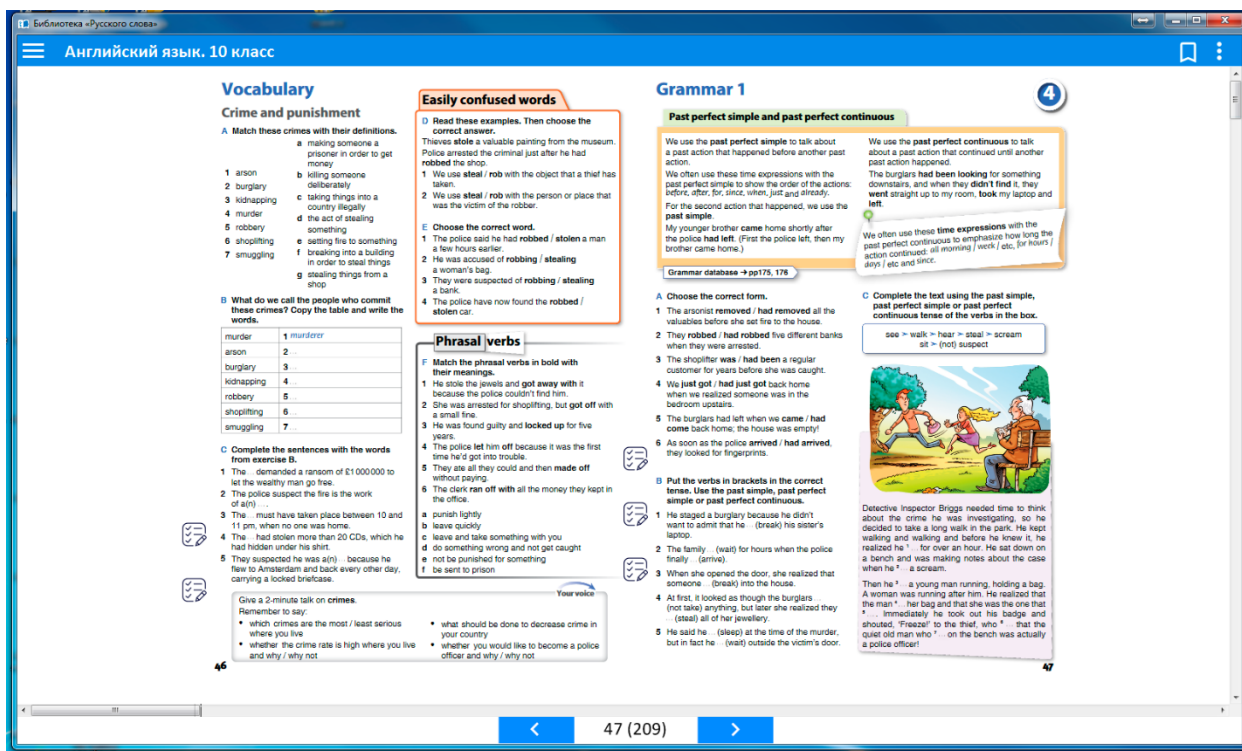 Библиотека «Русского слова»
Английский язык. 10 класс
Vocabulary
Crime and punishment
A Match these crimes with their definitions.
1 arson
2 burglary
3 kidnapping
4 murder
5 robbery
6 shoplifting
7 smuggling
a making someone a
prisoner in order to get
money
b killing someone
deliberately
c taking things into a
country illegally
d the act of stealing
something
e setting fire to something
f breaking into a building
in order to steal things
g stealing things from a
shop
B What do we call the people who commit
these crimes? Copy the table and write the
words.
murder 1 murderer
arson 2 ...
burglary 3 ...
kidnapping 4 ...
robbery 5 ...
shoplifting 6 ...
smuggling 7 ...
C Complete the sentences with the words
from exercise B.
1 The ... demanded a ransom of £1 000 000 to
let the wealthy man go free.
2 The police suspect the fire is the work
of a(n) ... .
3 The ... must have taken place between 10 and
11 pm, when no one was home.
4 The ... had stolen more than 20 CDs, which he
had hidden under his shirt.
5 They suspected he was a(n) ... because he
flew to Amsterdam and back every other day,
carrying a locked briefcase.
Easily confused words
D Read these examples. Then choose the
correct answer.
Thieves stole a valuable painting from the museum.
Police arrested the criminal just after he had
robbed the shop.
1 We use steal / rob with the object that a thief has
taken.
2 We use steal / rob with the person or place that
was the victim of the robber.
E Choose the correct word.
1 The police said he had robbed / stolen a man
a few hours earlier.
2 He was accused of robbing / stealing
a woman's bag.
3 They were suspected of robbing / stealing
a bank.
4 The police have now found the robbed /
stolen car.
Phrasal verbs
F Match the phrasal verbs in bold with
their meanings.
1 He stole the jewels and got away with it
because the police couldn't find him.
2 She was arrested for shoplifting, but got off with
a small fine.
3 He was found guilty and locked up for five
years.
4 The police let him off because it was the first
time he'd got into trouble.
5 They ate all they could and then made off
without paying.
6 The clerk ran off with all the money they kept in
the office.
a punish lightly
b leave quickly
c leave and take something with you
d do something wrong and not get caught
e not be punished for something
f be sent to prison
Your voice
Give a 2-minute talk on crimes.
Remember to say:
• which crimes are the most / least serious
where you live
• whether the crime rate is high where you live
and why / why not
• what should be done to decrease crime in
your country
• whether you would like to become a police
officer and why / why not
46
Grammar 1
4
Past perfect simple and past perfect continuous
We use the past perfect simple to talk about
a past action that happened before another past
action.
We often use these time expressions with the
past perfect simple to show the order of the actions:
before, after, for, since, when, just and already.
For the second action that happened, we use the
past simple.
My younger brother came home shortly after
the police had left. (First the police left, then my
brother came home.)
Grammar database → pp175, 176
We use the past perfect continuous to talk
about a past action that continued until another
past action happened.
The burglars had been looking for something
downstairs, and when they didn't find it, they
went straight up to my room, took my laptop and
left.
We often use these time expressions with the
past perfect continuous to emphasize how long the
action continued: all morning / week / etc, for hours /
days / etc and since.
A Choose the correct form.
1 The arsonist removed / had removed all the
valuables before she set fire to the house.
2 They robbed / had robbed five different banks
when they were arrested.
3 The shoplifter was / had been a regular
customer for years before she was caught.
4 We just got / had just got back home
when we realized someone was in the
bedroom upstairs.
5 The burglars had left when we came / had
come back home; the house was empty!
6 As soon as the police arrived / had arrived,
they looked for fingerprints.
B Put the verbs in brackets in the correct
tense. Use the past simple, past perfect
simple or past perfect continuous.
1 He staged a burglary because he didn't
want to admit that he ... (break) his sister's
laptop.
2 The family ... (wait) for hours when the police
finally ... (arrive).
3 When she opened the door, she realized that
someone ... (break) into the house.
4 At first, it looked as though the burglars ...
(not take) anything, but later she realized they
... (steal) all of her jewellery.
5 He said he ... (sleep) at the time of the murder,
but in fact he ... (wait) outside the victim's door.
C Complete the text using the past simple,
past perfect simple or past perfect
continuous tense of the verbs in the box.
see ➣ walk ➣ hear ➣ steal ➣ scream
sit ➣ (not) suspect
Detective Inspector Briggs needed time to think
about the crime he was investigating, so he
decided to take a long walk in the park. He kept
walking and walking and before he knew it, he
realized he 1 ... for over an hour. He sat down on
a bench and was making notes about the case
when he 2 ... a scream.
Then he 3 ... a young man running, holding a bag.
A woman was running after him. He realized that
the man 4 ... her bag and that she was the one that
5 ... . Immediately he took out his badge and
shouted, 'Freeze!' to the thief, who 6 ... that the
quiet old man who 7 ... on the bench was actually
a police officer!
47
47 (209)